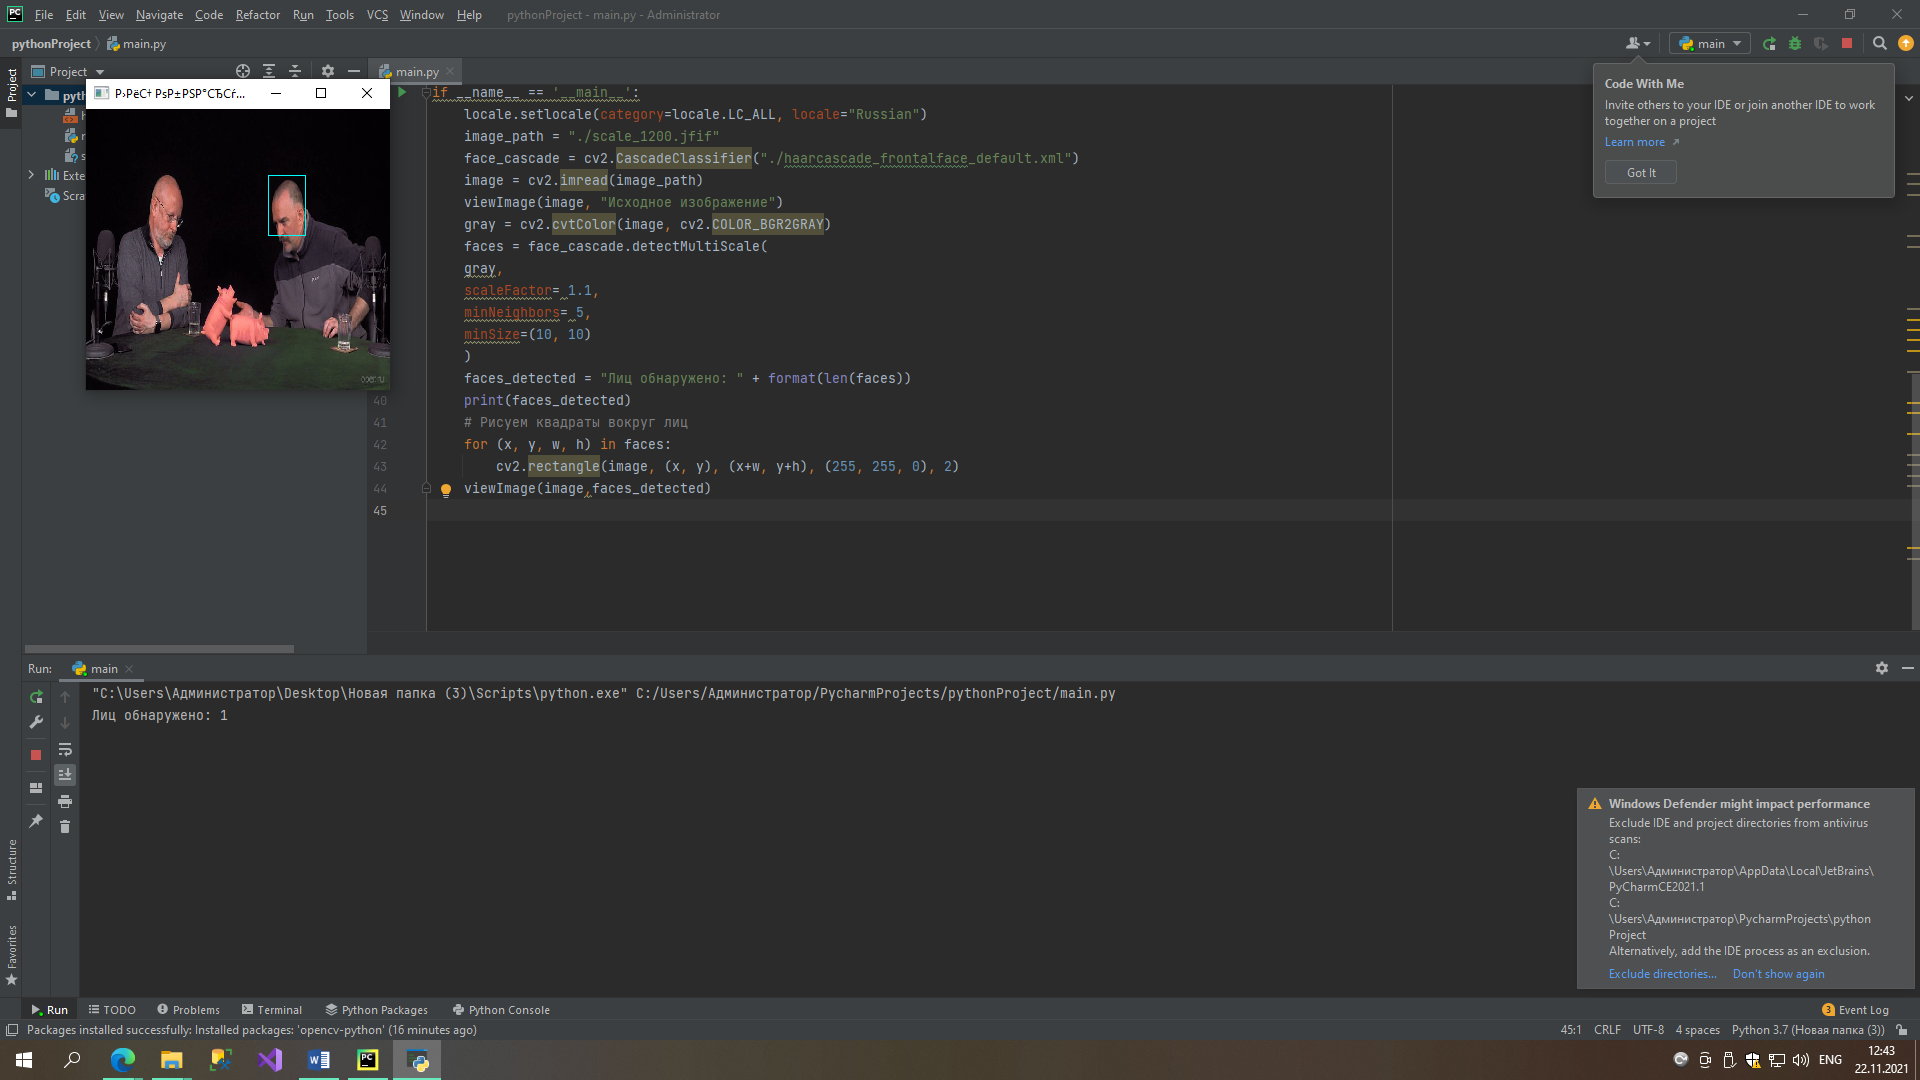 File Edit View Navigate Code Refactor Run Tools VCS Window Help pythonProject - main.py - Administrator
pythonProject main.py main
Project main.py
Project
pyth
Exte
Scra
if __name__ == '__main__':
locale.setlocale(category=locale.LC_ALL, locale="Russian")
image_path = "./scale_1200.jfif"
face_cascade = cv2.CascadeClassifier("./haarcascade_frontalface_default.xml")
image = cv2.imread(image_path)
viewImage(image, "Исходное изображение")
gray = cv2.cvtColor(image, cv2.COLOR_BGR2GRAY)
faces = face_cascade.detectMultiScale(
gray,
scaleFactor= 1.1,
minNeighbors= 5,
minSize=(10, 10)
)
faces_detected = "Лиц обнаружено: " + format(len(faces))
40 print(faces_detected)
41 # Рисуем квадраты вокруг лиц
42 for (x, y, w, h) in faces:
43 cv2.rectangle(image, (x, y), (x+w, y+h), (255, 255, 0), 2)
44 viewImage(image,faces_detected)
45
Code With Me
Invite others to your IDE or join another IDE to work
together on a project
Learn more ↗
Got It
Run: main
"C:\Users\Администратор\Desktop\Новая папка (3)\Scripts\python.exe" C:/Users/Администратор/PycharmProjects/pythonProject/main.py
Лиц обнаружено: 1
Structure
Favorites
Windows Defender might impact performance
Exclude IDE and project directories from antivirus
scans:
C:
\Users\Администратор\AppData\Local\JetBrains\
PyCharmCE2021.1
C:
\Users\Администратор\PycharmProjects\python
Project
Alternatively, add the IDE process as an exclusion.
Exclude directories... Don't show again
Run TODO Problems Terminal Python Packages Python Console 3 Event Log
Packages installed successfully: Installed packages: 'opencv-python' (16 minutes ago) 45:1 CRLF UTF-8 4 spaces Python 3.7 (Новая папка (3))
ENG 12:43
22.11.2021